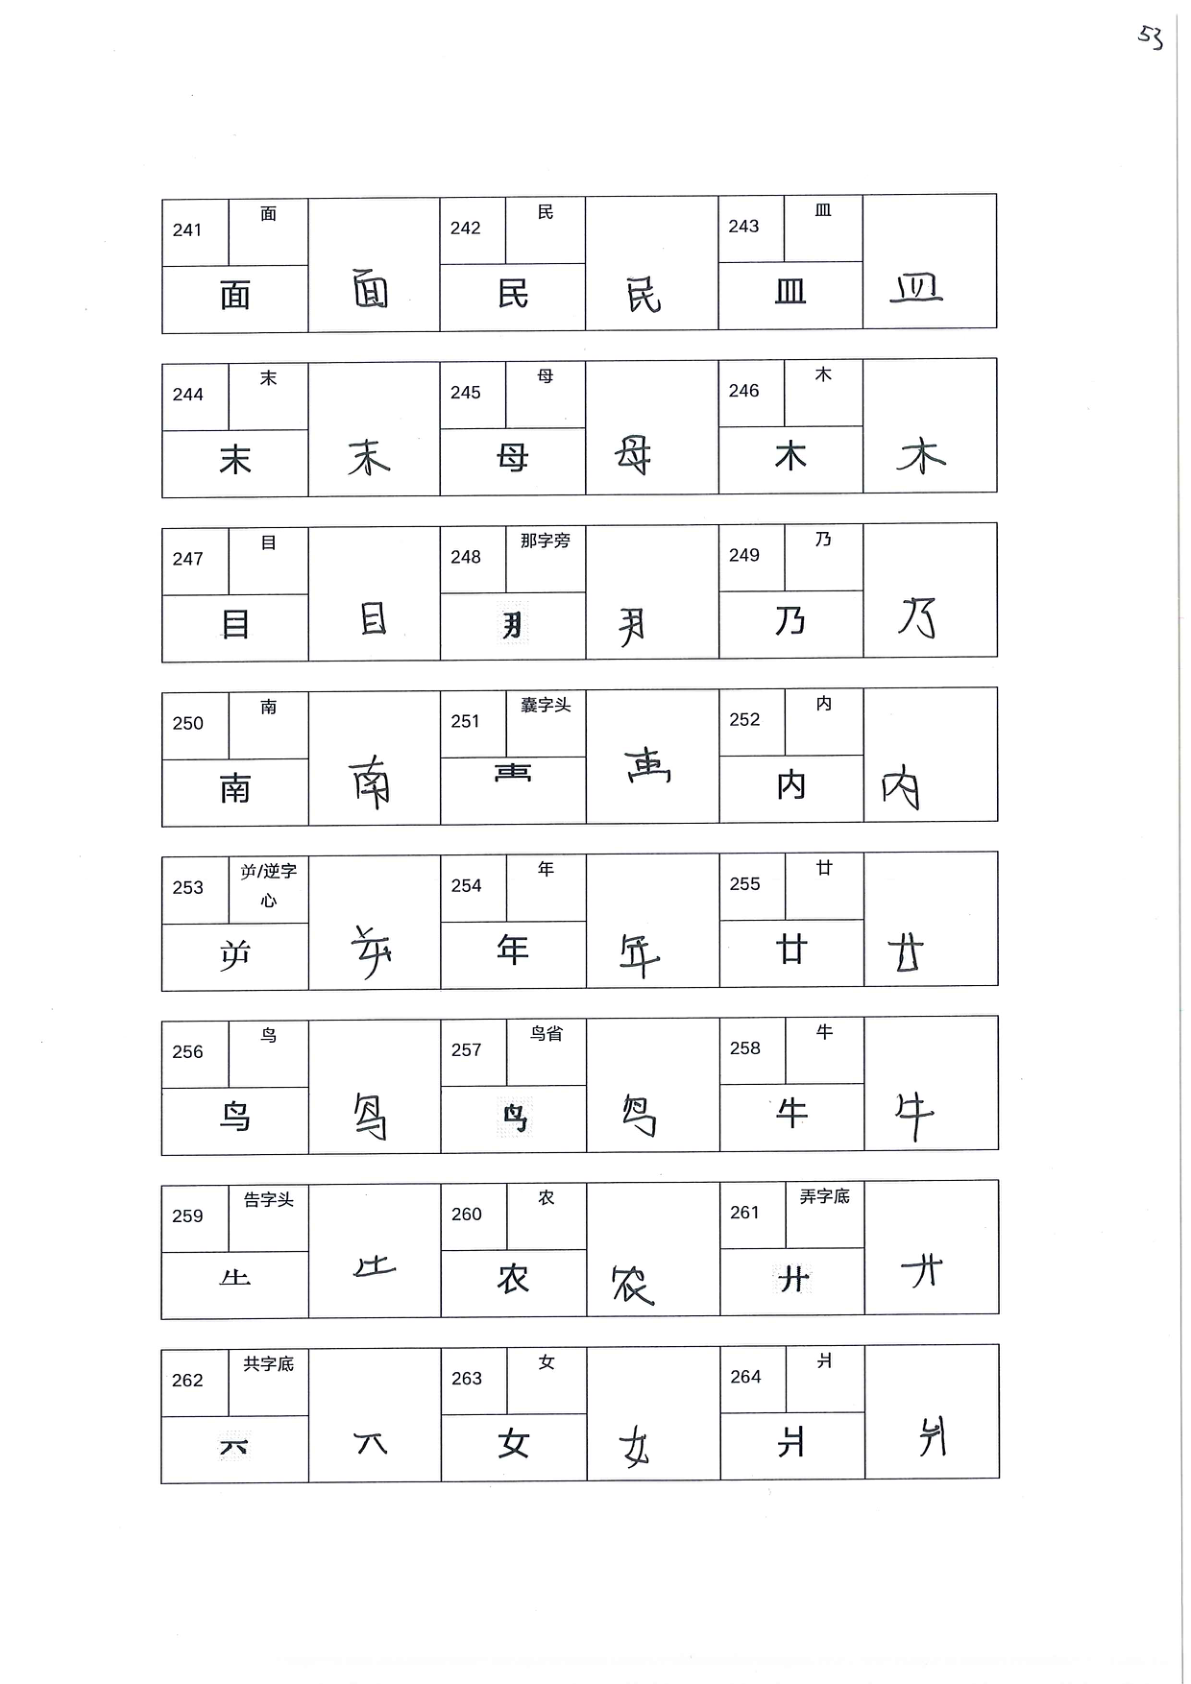 53
241 面 面 面
242 民 民 民
243 皿 皿 皿
244 末 末 末
245 母 母 母
246 木 木 木
247 目 目 目
248 那字旁
249 乃 乃 乃
250 南 南 南
251 囊字头
252 内 内 内
253 屰/逆字心 屰 屰
254 年 年 年
255 廿 廿 廿
256 鸟 鸟 鸟
257 鸟省
258 牛 牛 牛
259 告字头 ⺧ ⺧
260 农 农 农
261 弄字底 廾 廾
262 共字底
263 女 女 女
264 爿 爿 爿